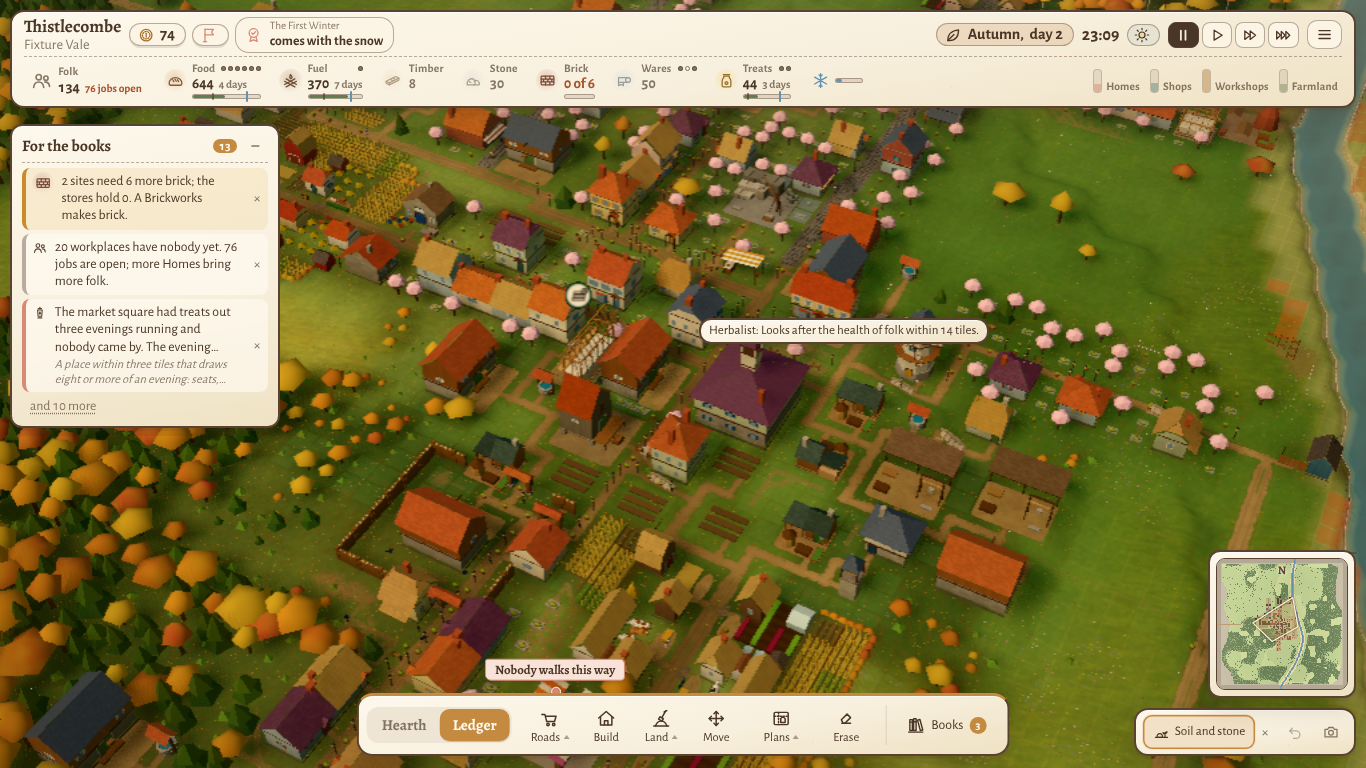 Thistlecombe
Fixture Vale
74
The First Winter
comes with the snow
Autumn, day 2
23:09
Folk
134 76 jobs open
Food
644 4 days
Fuel
370 7 days
Timber
8
Stone
30
Brick
0 of 6
Wares
50
Treats
44 3 days
Homes
Shops
Workshops
Farmland
For the books
13
2 sites need 6 more brick; the
stores hold 0. A Brickworks
makes brick.
20 workplaces have nobody yet. 76
jobs are open; more Homes bring
more folk.
The market square had treats out
three evenings running and
nobody came by. The evening...
A place within three tiles that draws
eight or more of an evening: seats,...
and 10 more
Herbalist: Looks after the health of folk within 14 tiles.
Nobody walks this way
N
Hearth
Ledger
Roads
Build
Land
Move
Plans
Erase
Books
3
Soil and stone